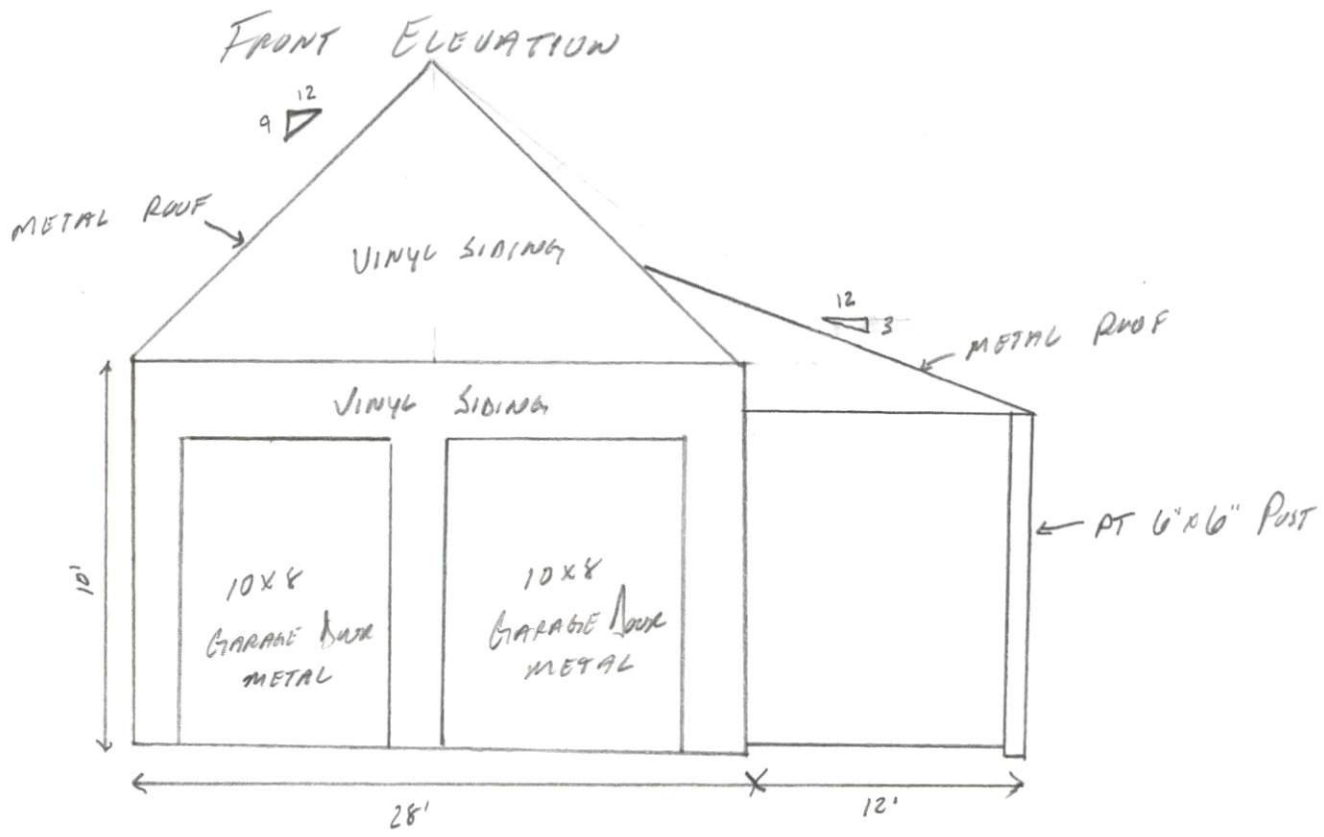 FRONT ELEVATION
12
9
METAL ROOF
VINYL SIDING
12
3
METAL ROOF
VINYL SIDING
10'
10X8
GARAGE DOOR
METAL
10X8
GARAGE DOOR
METAL
PT 6"X6" POST
28'
12'